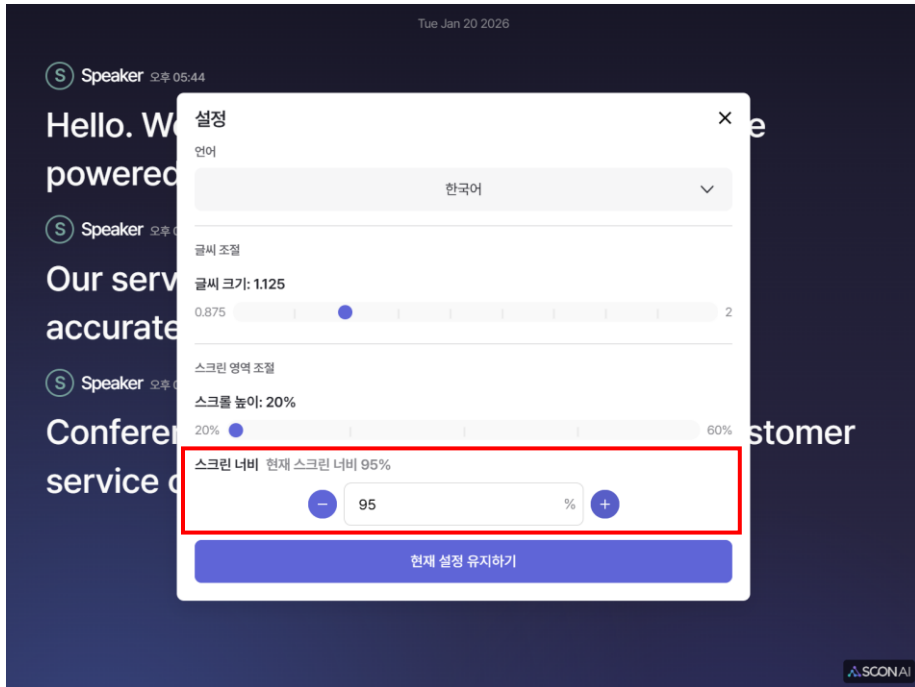 Tue Jan 20 2026
S Speaker 오후 05:44
Hello. We
e
powered
S Speaker 오후
Our serv
accurate
S Speaker 오후
Conferen
stomer
service
설정
언어
한국어
글씨 조절
글씨 크기: 1.125
0.875
2
스크린 영역 조절
스크롤 높이: 20%
20%
60%
스크린 너비 현재 스크린 너비 95%
− 95 % +
현재 설정 유지하기
SCON AI